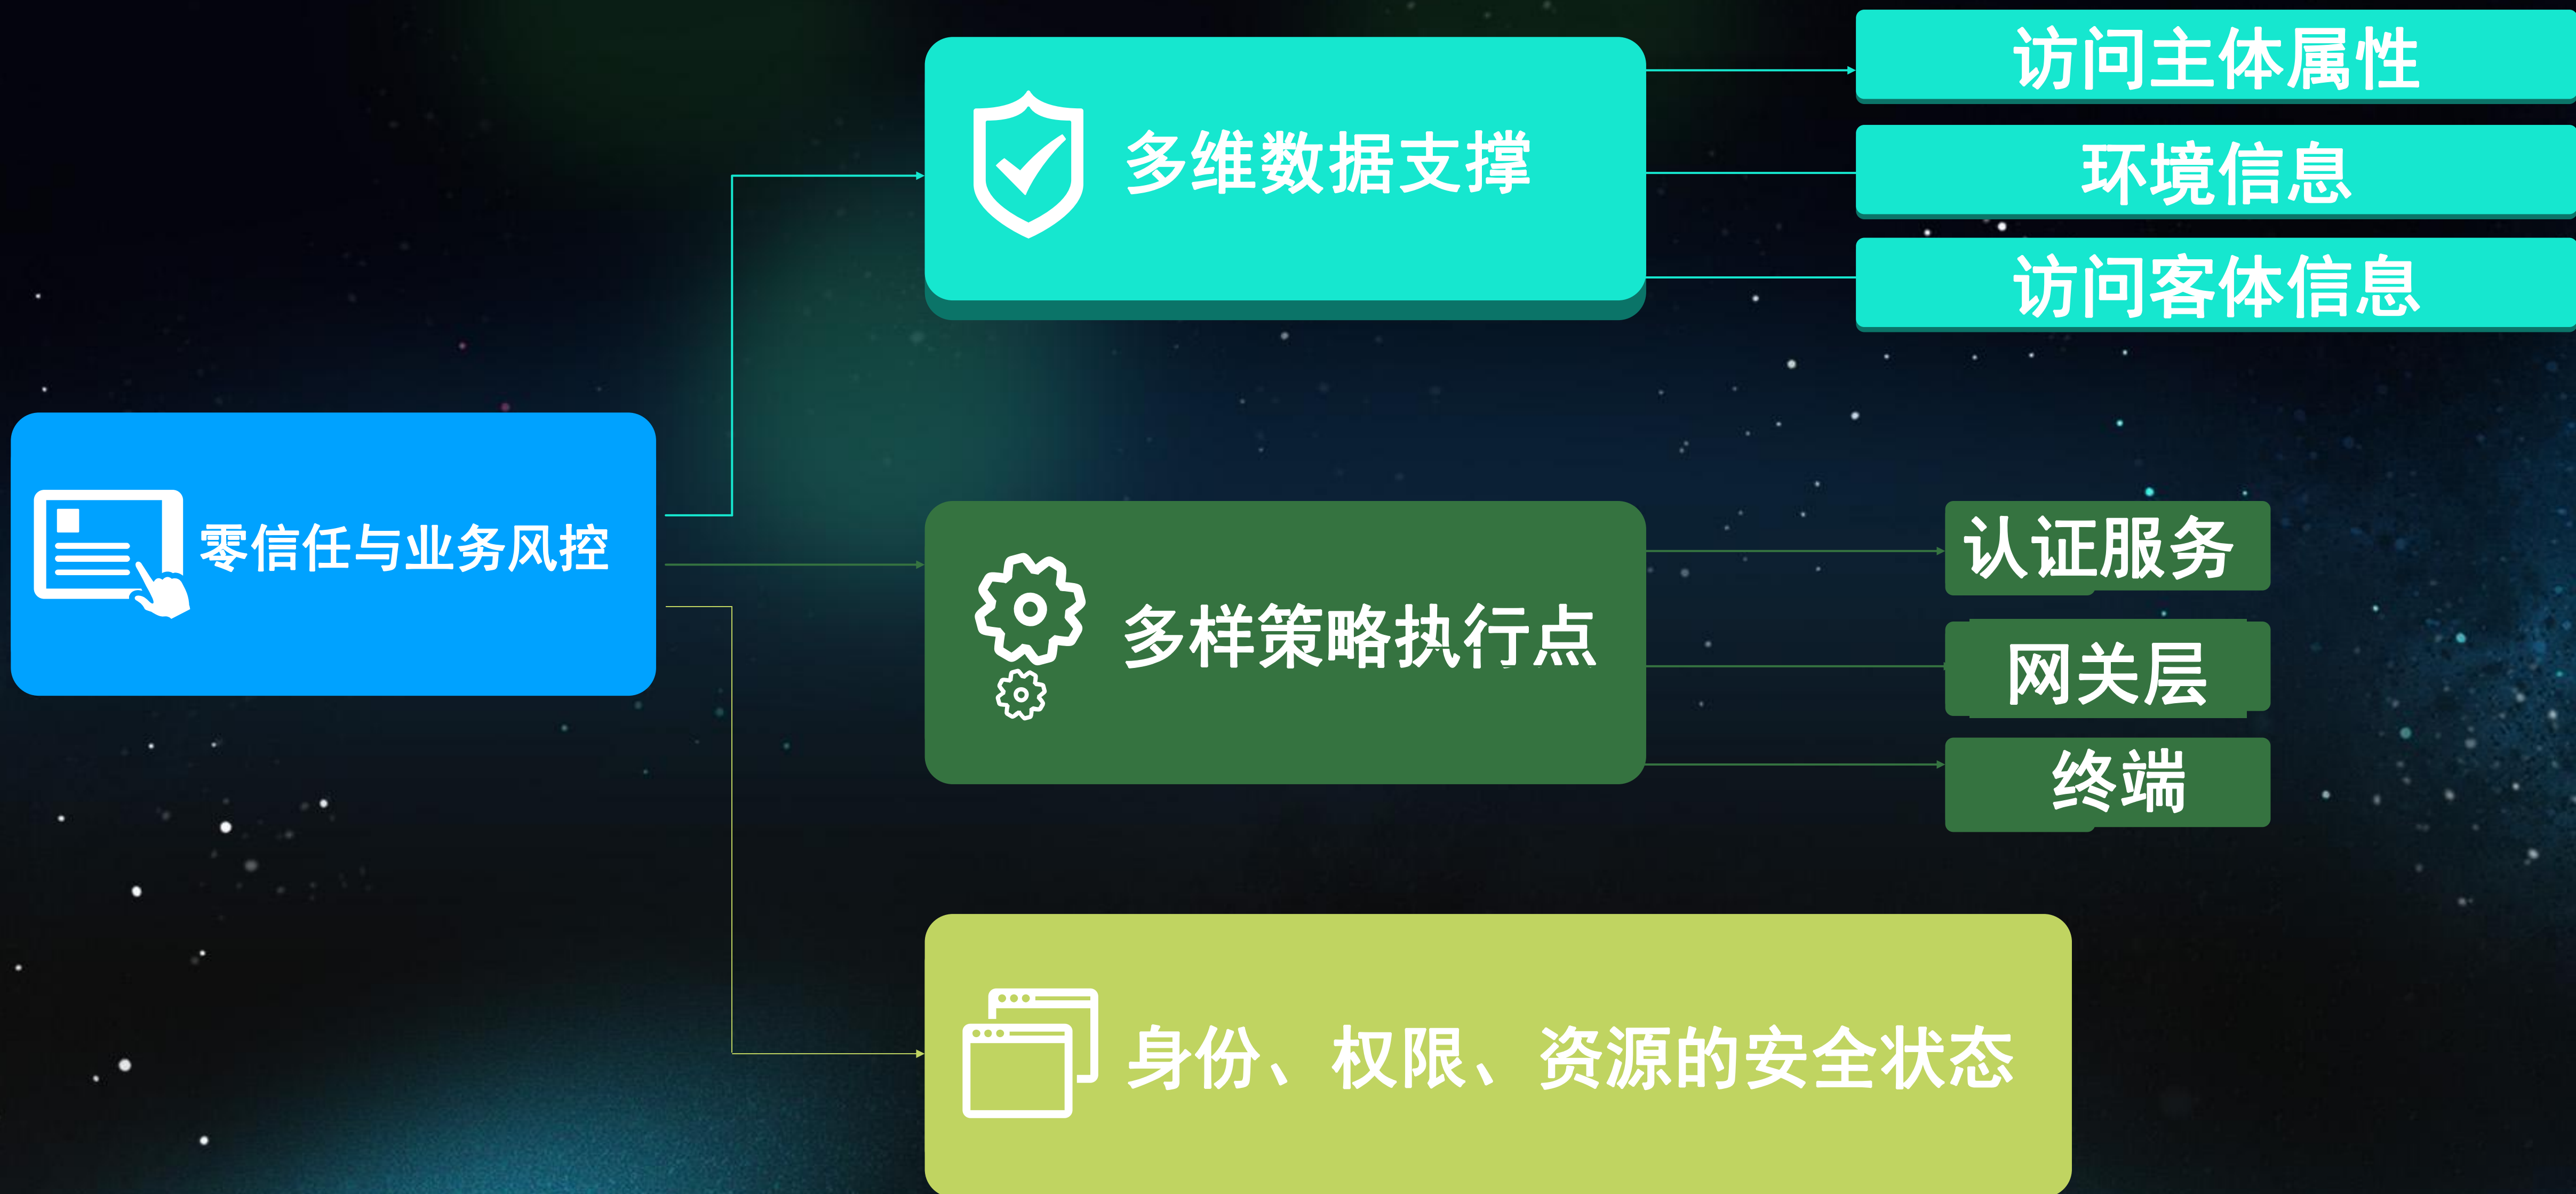 零信任与业务风控
多维数据支撑
访问主体属性
环境信息
访问客体信息
多样策略执行点
认证服务
网关层
终端
身份、权限、资源的安全状态